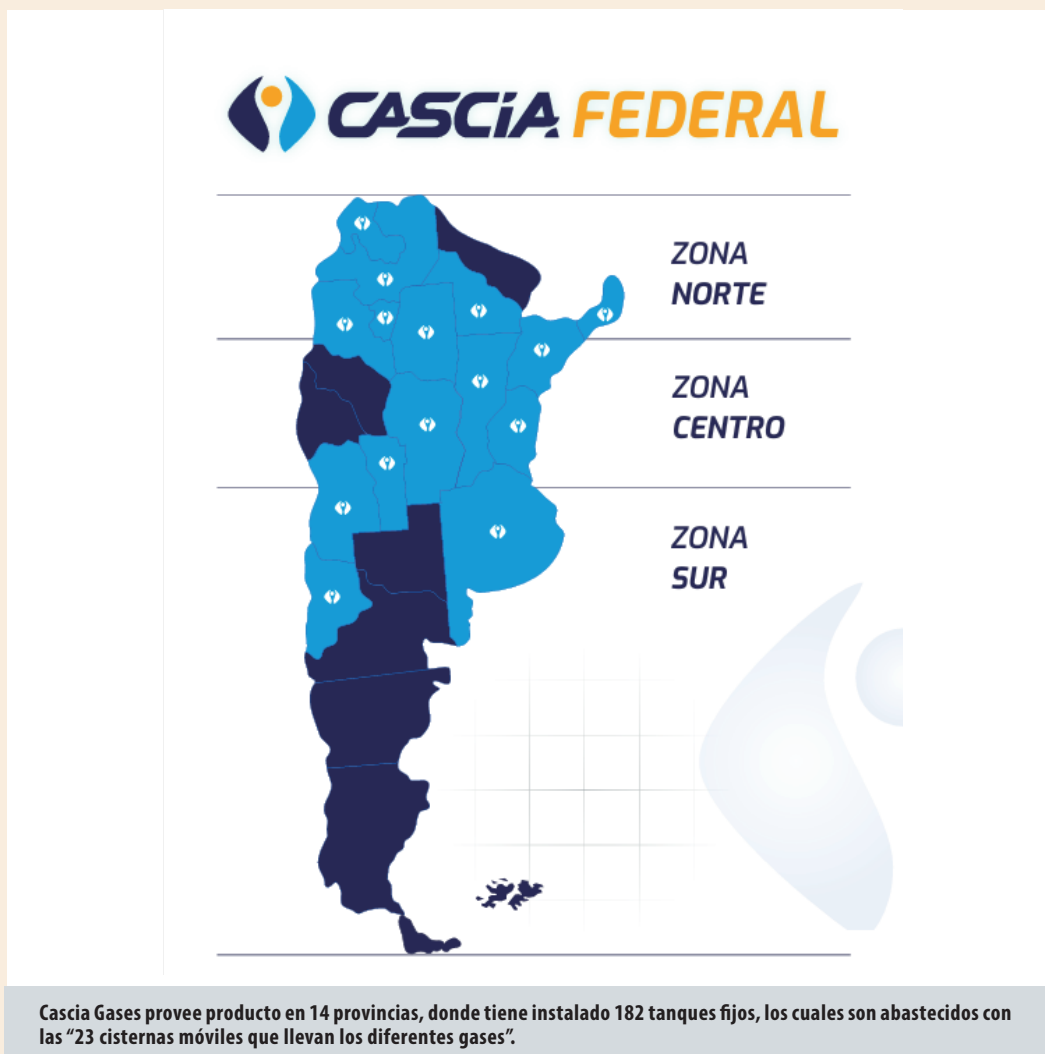 CASCiA FEDERAL
ZONA
NORTE
ZONA
CENTRO
ZONA
SUR
Cascia Gases provee producto en 14 provincias, donde tiene instalado 182 tanques fijos, los cuales son abastecidos con
las “23 cisternas móviles que llevan los diferentes gases”.